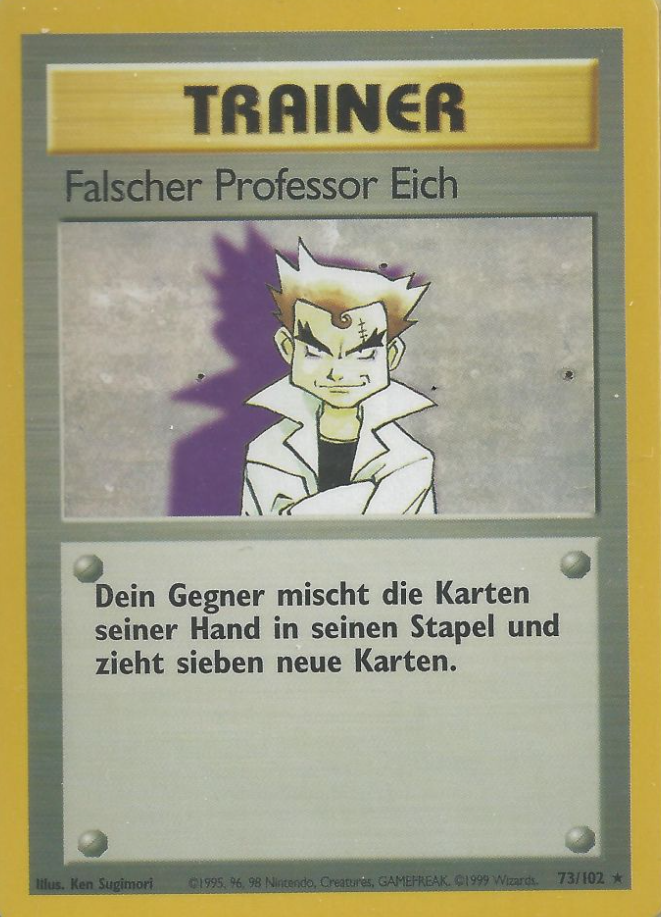 TRAINER
Falscher Professor Eich
Dein Gegner mischt die Karten
seiner Hand in seinen Stapel und
zieht sieben neue Karten.
Illus. Ken Sugimori ©1995, 96, 98 Nintendo, Creatures, GAMEFREAK, ©1999 Wizards. 73/102 ★